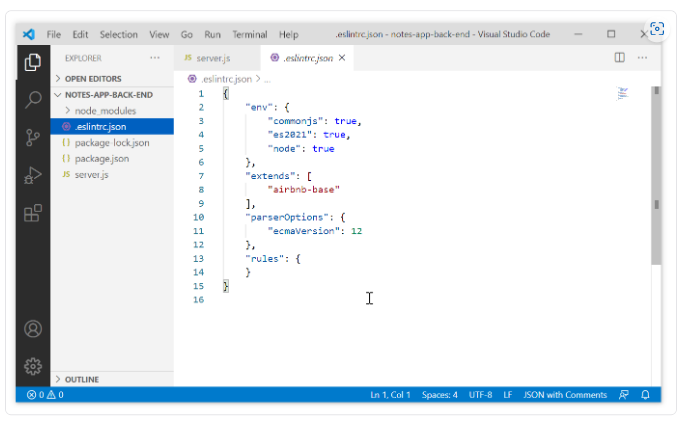 File Edit Selection View Go Run Terminal Help .eslintrc.json - notes-app-back-end - Visual Studio Code
EXPLORER
OPEN EDITORS
NOTES-APP-BACK-END
node_modules
.eslintrc.json
{} package-lock.json
{} package.json
JS server.js
OUTLINE
JS server.js .eslintrc.json
.eslintrc.json > ...
1 {
2 "env": {
3 "commonjs": true,
4 "es2021": true,
5 "node": true
6 },
7 "extends": [
8 "airbnb-base"
9 ],
10 "parserOptions": {
11 "ecmaVersion": 12
12 },
13 "rules": {
14 }
15 }
16
0 0 Ln 1, Col 1 Spaces: 4 UTF-8 LF JSON with Comments